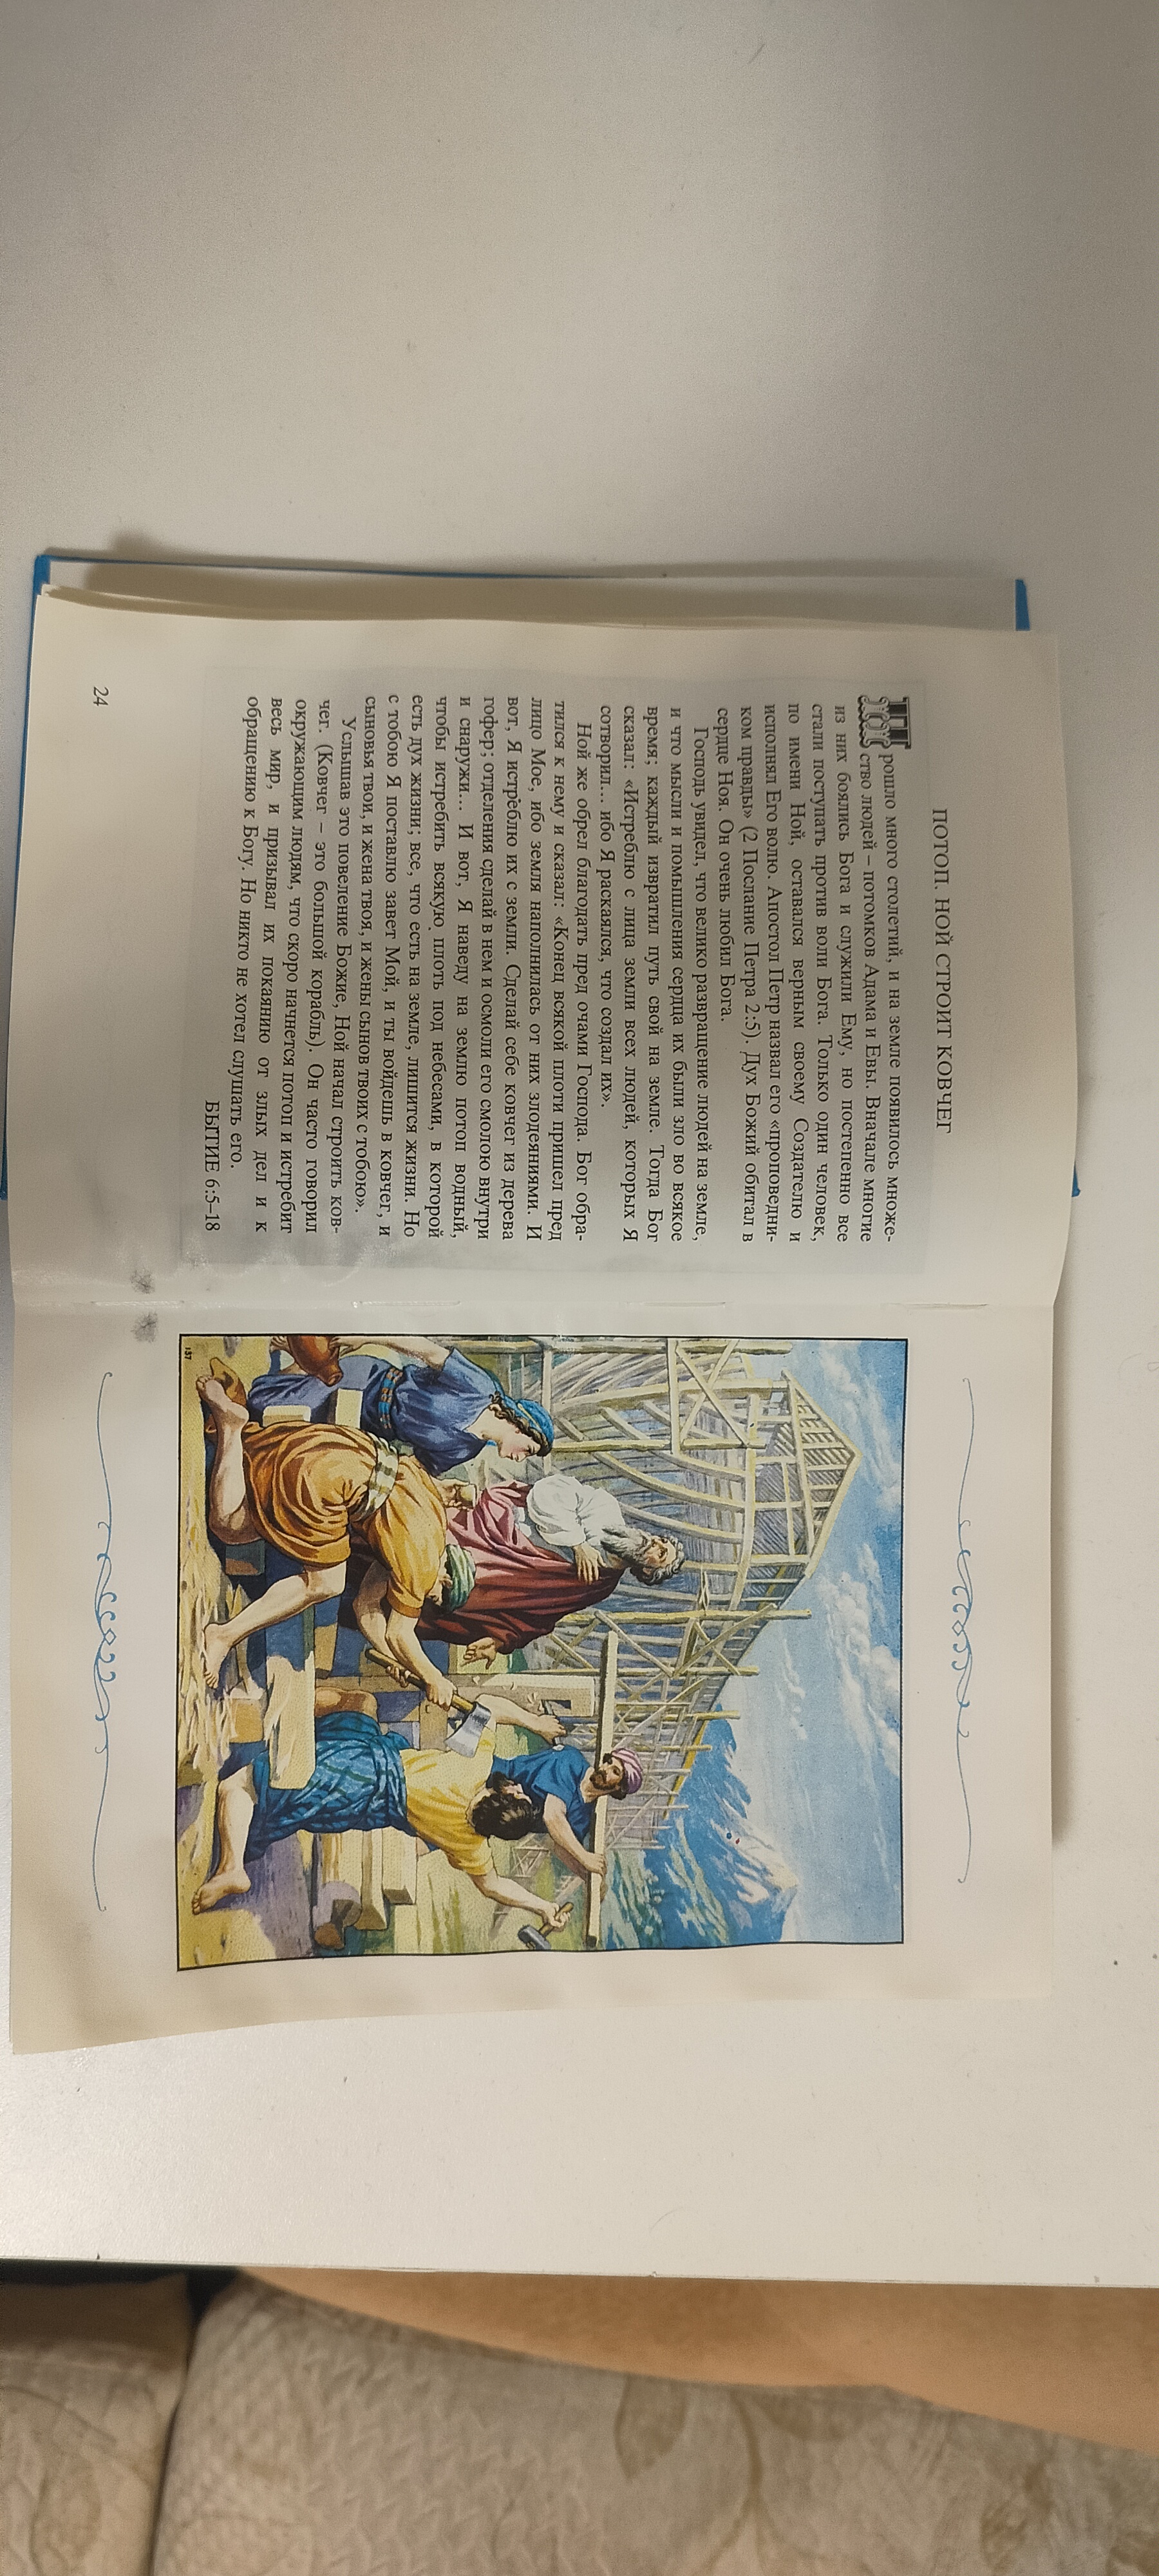 ПОТОП. НОЙ СТРОИТ КОВЧЕГ
Прошло много столетий, и на земле появилось множе-
ство людей – потомков Адама и Евы. Вначале многие
из них боялись Бога и служили Ему, но постепенно все
стали поступать против воли Бога. Только один человек,
по имени Ной, оставался верным своему Создателю и
исполнял Его волю. Апостол Петр назвал его «проповедни-
ком правды» (2 Послание Петра 2:5). Дух Божий обитал в
сердце Ноя. Он очень любил Бога.
Господь увидел, что велико развращение людей на земле,
и что мысли и помышления сердца их были зло во всякое
время; каждый извратил путь свой на земле. Тогда Бог
сказал: «Истреблю с лица земли всех людей, которых Я
сотворил... ибо Я раскаялся, что создал их».
Ной же обрел благодать пред очами Господа. Бог обра-
тился к нему и сказал: «Конец всякой плоти пришел пред
лицо Мое, ибо земля наполнилась от них злодеяниями. И
вот, Я истреблю их с земли. Сделай себе ковчег из дерева
гофер; отделения сделай в нем и осмоли его смолою внутри
и снаружи... И вот, Я наведу на землю потоп водный,
чтобы истребить всякую плоть под небесами, в которой
есть дух жизни; все, что есть на земле, лишится жизни. Но
с тобою Я поставлю завет Мой, и ты войдешь в ковчег, и
сыновья твои, и жена твоя, и жены сынов твоих с тобою».
Услышав это повеление Божие, Ной начал строить ков-
чег. (Ковчег – это большой корабль). Он часто говорил
окружающим людям, что скоро начнется потоп и истребит
весь мир, и призывал их покаянию от злых дел и к
обращению к Богу. Но никто не хотел слушать его.
БЫТИЕ 6:5–18
24
137